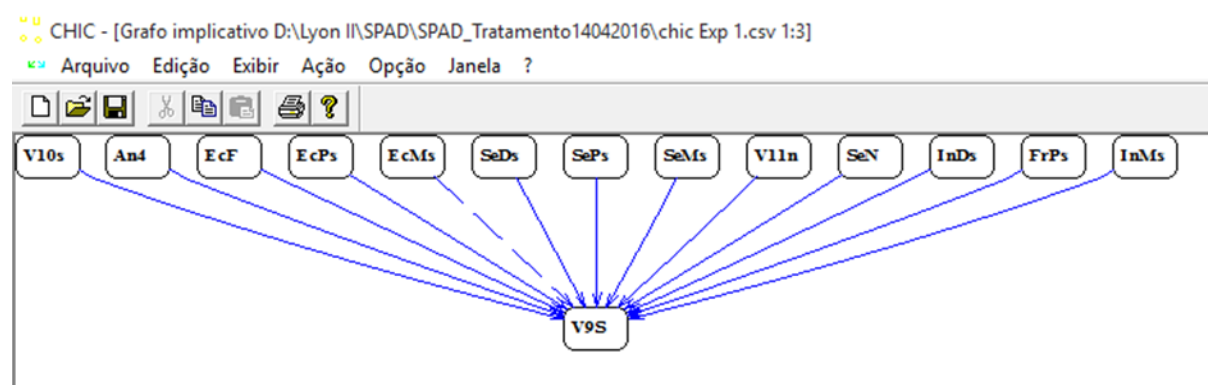 CHIC - [Grafo implicativo D:\Lyon II\SPAD\SPAD_Tratamento14042016\chic Exp 1.csv 1:3]
Arquivo Edição Exibir Ação Opção Janela ?
V10s An4 EcF EcPs EcMs SeDs SePs SeMs V11n SeN InDs FrPs InMs
V9S